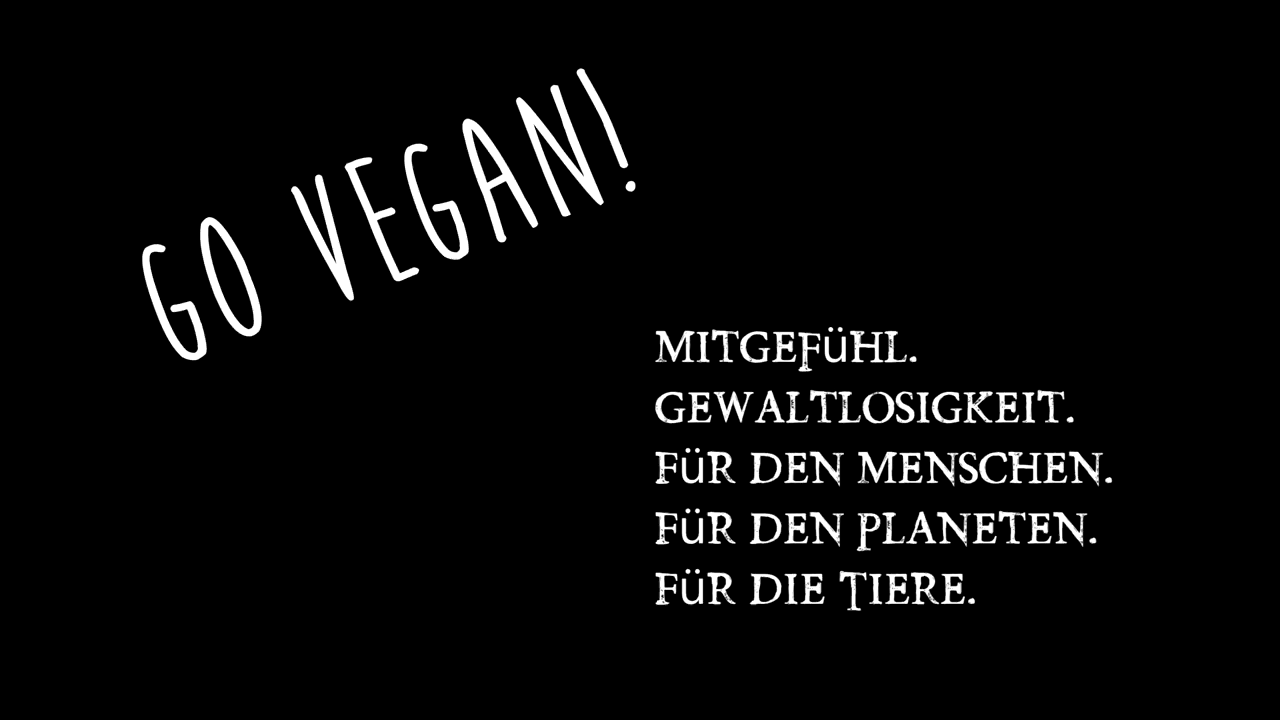 GO VEGAN!
MITGEFÜHL.
GEWALTLOSIGKEIT.
FÜR DEN MENSCHEN.
FÜR DEN PLANETEN.
FÜR DIE TIERE.